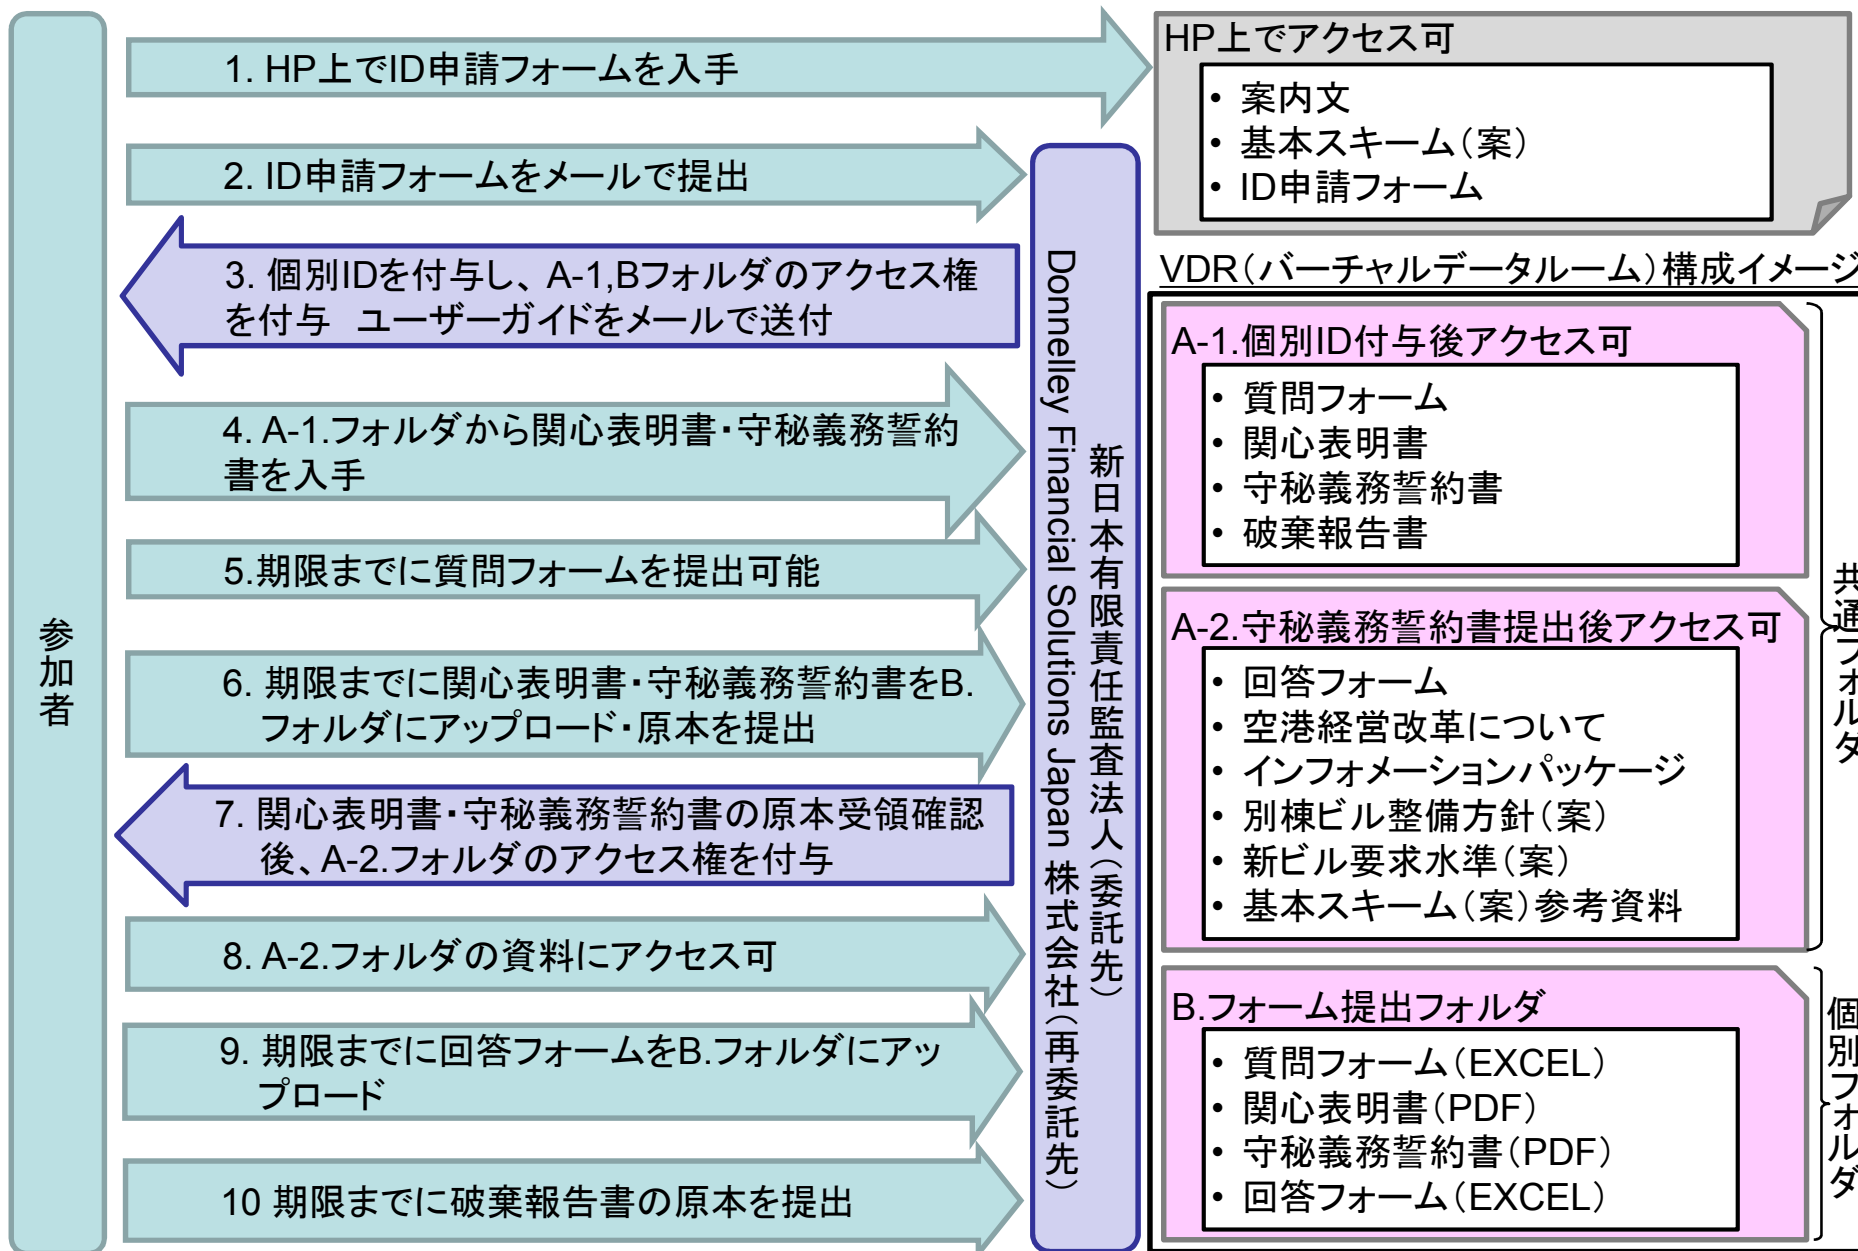 参加者
1. HP上でID申請フォームを入手
2. ID申請フォームをメールで提出
3. 個別IDを付与し、A-1,Bフォルダのアクセス権
を付与　ユーザーガイドをメールで送付
4. A-1.フォルダから関心表明書・守秘義務誓約
書を入手
5.期限までに質問フォームを提出可能
6. 期限までに関心表明書・守秘義務誓約書をB.
フォルダにアップロード・原本を提出
7. 関心表明書・守秘義務誓約書の原本受領確認
後、A-2.フォルダのアクセス権を付与
8. A-2.フォルダの資料にアクセス可
9. 期限までに回答フォームをB.フォルダにアッ
プロード
10 期限までに破棄報告書の原本を提出
新日本有限責任監査法人（委託先）
Donnelley Financial Solutions Japan 株式会社（再委託先）
HP上でアクセス可
• 案内文
• 基本スキーム（案）
• ID申請フォーム
VDR（バーチャルデータルーム）構成イメージ
A-1.個別ID付与後アクセス可
• 質問フォーム
• 関心表明書
• 守秘義務誓約書
• 破棄報告書
A-2.守秘義務誓約書提出後アクセス可
• 回答フォーム
• 空港経営改革について
• インフォメーションパッケージ
• 別棟ビル整備方針（案）
• 新ビル要求水準（案）
• 基本スキーム（案）参考資料
共通フォルダ
B.フォーム提出フォルダ
• 質問フォーム（EXCEL）
• 関心表明書（PDF）
• 守秘義務誓約書（PDF）
• 回答フォーム（EXCEL）
個別フォルダ